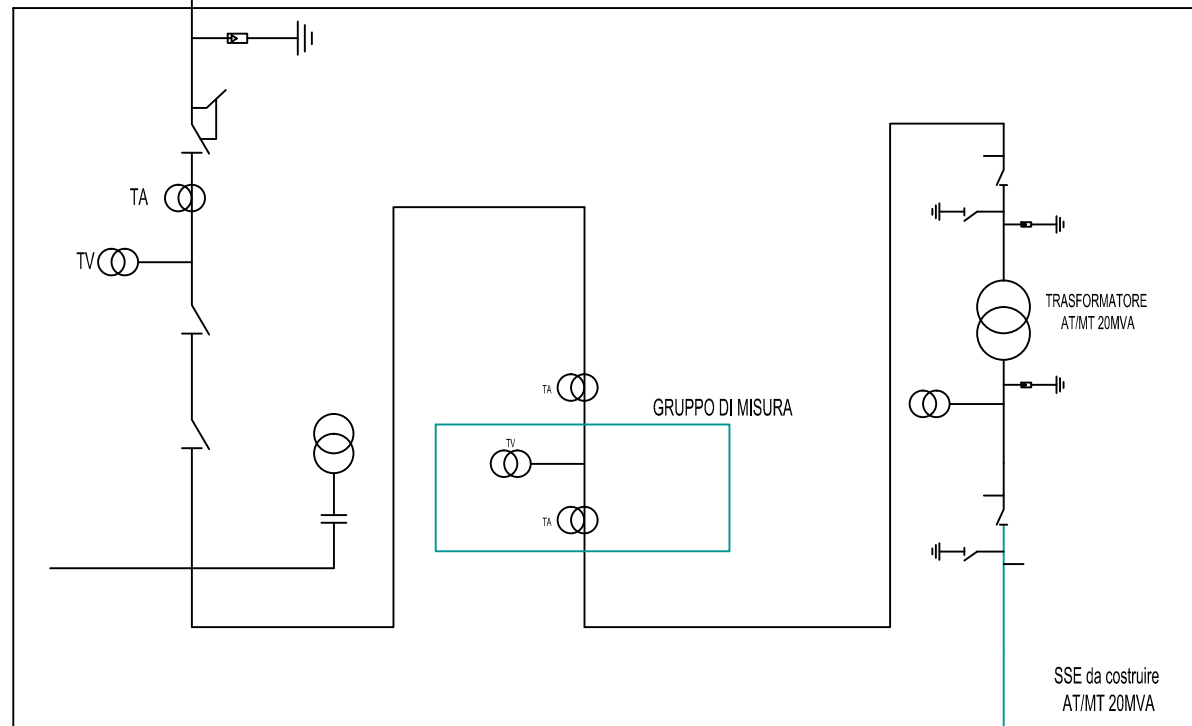 TA
TV
TRASFORMATORE
AT/MT 20MVA
TA
GRUPPO DI MISURA
TV
TA
SSE da costruire
AT/MT 20MVA